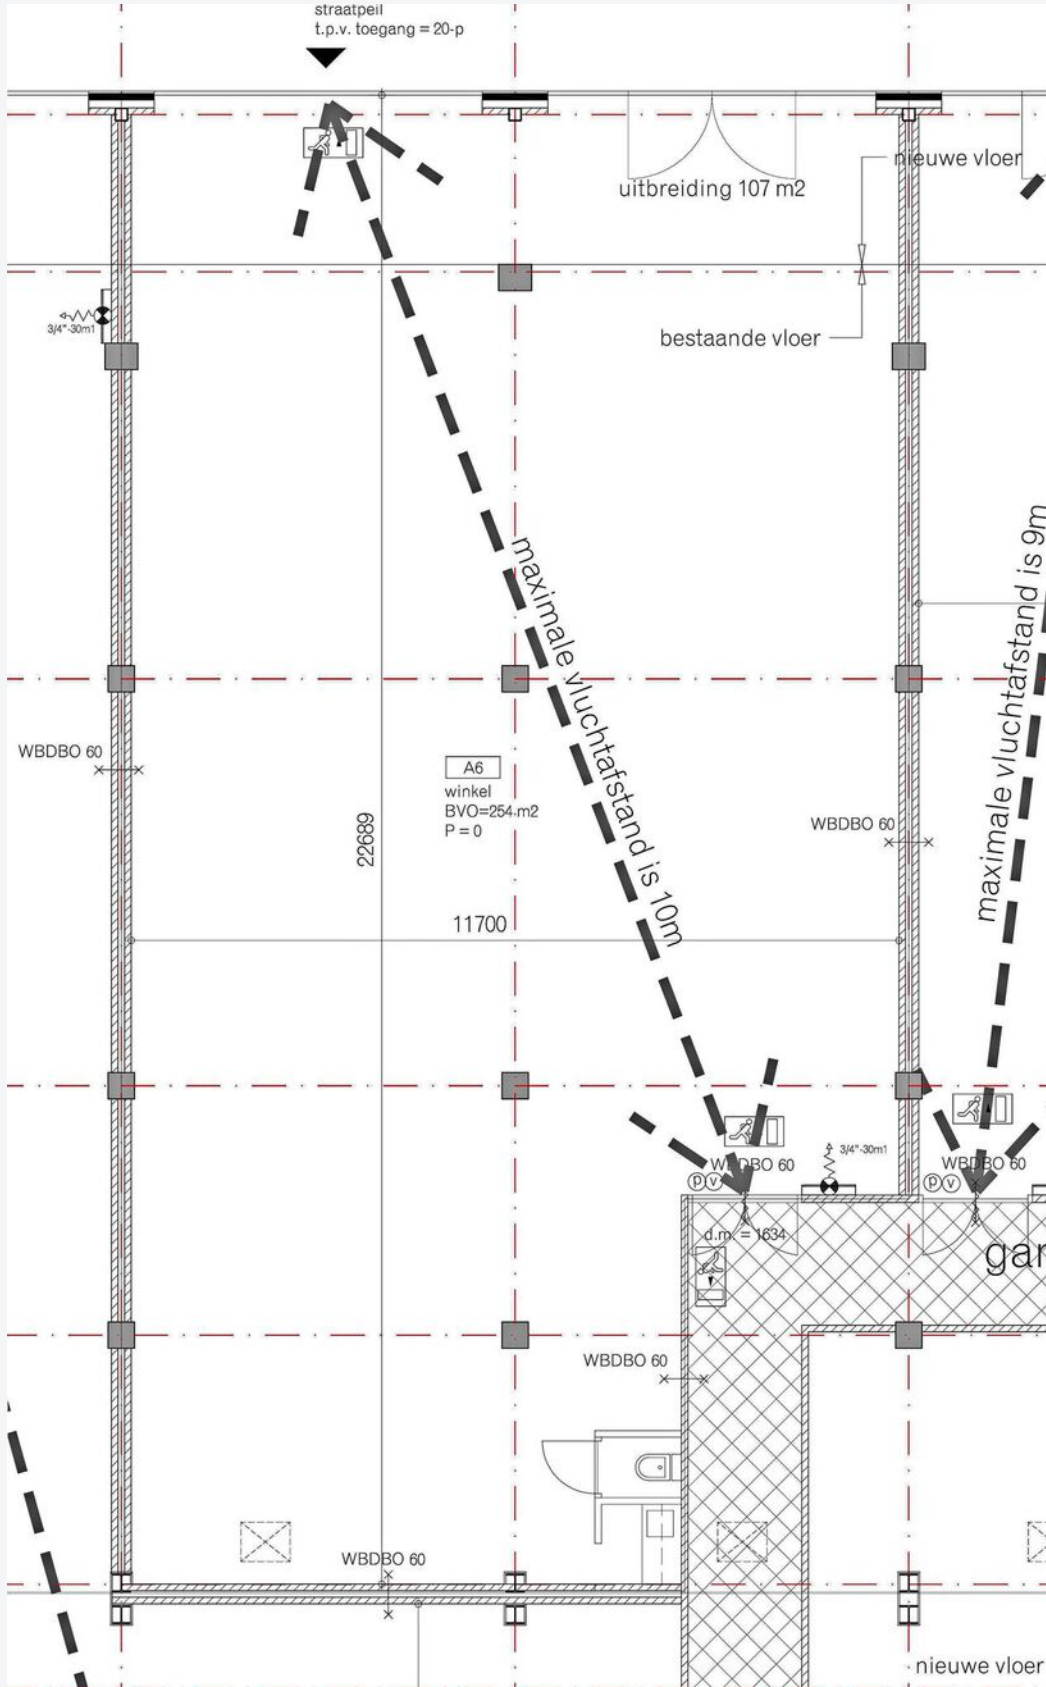 straatpeil
t.p.v. toegang = 20-p
nieuwe vloer
uitbreiding 107 m2
3/4"-30m1
bestaande vloer
maximale vluchtafstand is 10m
maximale vluchtafstand is 9m
WBDBO 60
A6
winkel
BVO=254 m2
P = 0
22689
WBDBO 60
11700
WBDBO 60
p v
3/4"-30m1
WBDBO 60
p v
d.m. = 1634
gar
WBDBO 60
WBDBO 60
nieuwe vloer